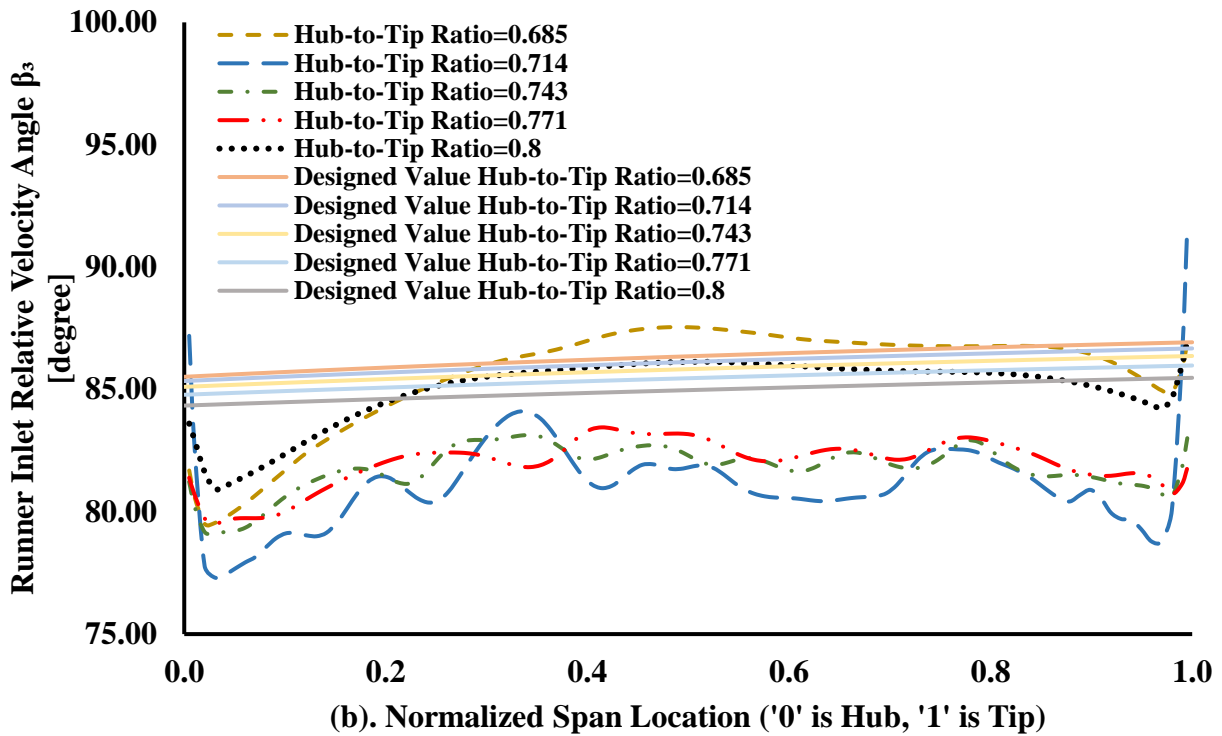 100.00
95.00
90.00
85.00
80.00
75.00
Runner Inlet Relative Velocity Angle β₃
[degree]
Hub-to-Tip Ratio=0.685
Hub-to-Tip Ratio=0.714
Hub-to-Tip Ratio=0.743
Hub-to-Tip Ratio=0.771
Hub-to-Tip Ratio=0.8
Designed Value Hub-to-Tip Ratio=0.685
Designed Value Hub-to-Tip Ratio=0.714
Designed Value Hub-to-Tip Ratio=0.743
Designed Value Hub-to-Tip Ratio=0.771
Designed Value Hub-to-Tip Ratio=0.8
0.0 0.2 0.4 0.6 0.8 1.0
(b). Normalized Span Location ('0' is Hub, '1' is Tip)